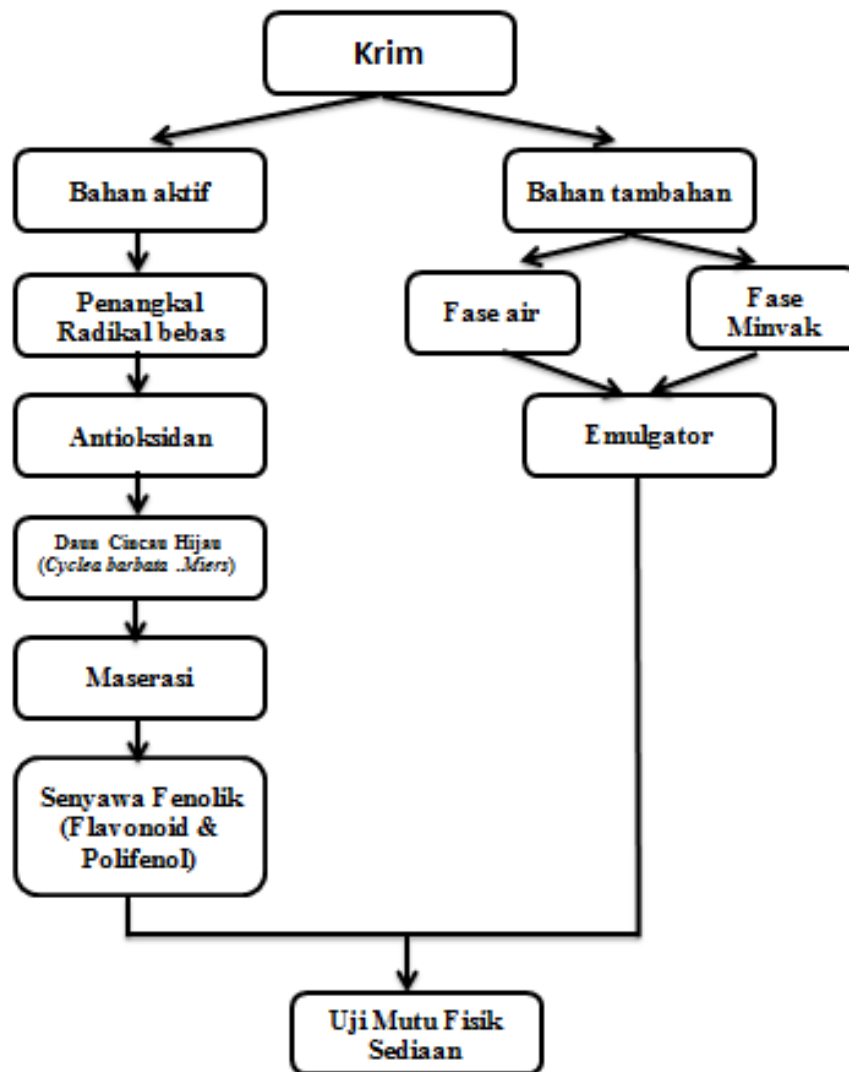 Krim
Bahan aktif
Bahan tambahan
Penangkal
Radikal bebas
Fase air
Fase
Minvak
Antioksidan
Emulgator
Daun Cincau Hijau
(Cyclea barbata .Miers)
Maserasi
Senyawa Fenolik
(Flavonoid &
Polifenol)
Uji Mutu Fisik
Sediaan